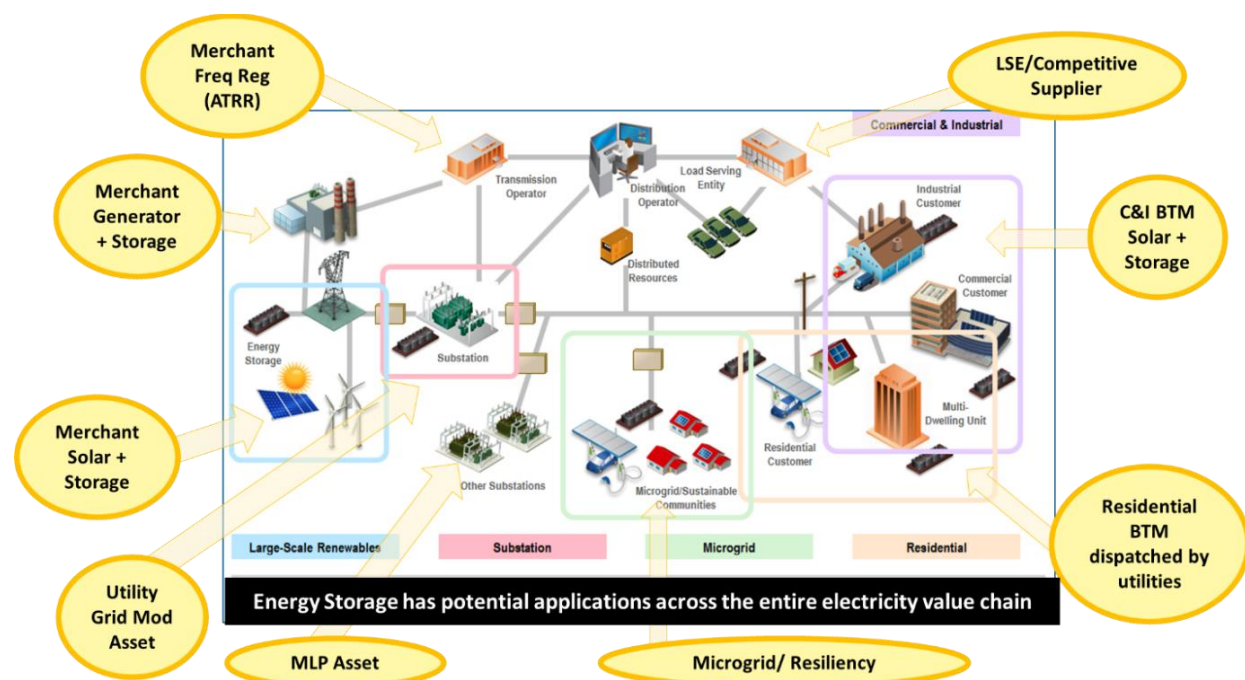 Merchant
Freq Reg
(ATRR)
LSE/Competitive
Supplier
Commercial & Industrial
Transmission
Operator
Distribution
Operator
Load Serving
Entity
Industrial
Customer
Merchant
Generator
+ Storage
C&I BTM
Solar +
Storage
Distributed
Resources
Commercial
Customer
Energy
Storage
Substation
Multi-
Dwelling Unit
Merchant
Solar +
Storage
Other Substations
Microgrid/Sustainable
Communities
Residential
Customer
Residential
BTM
dispatched by
utilities
Large-Scale Renewables
Substation
Microgrid
Residential
Utility
Grid Mod
Asset
Energy Storage has potential applications across the entire electricity value chain
MLP Asset
Microgrid/ Resiliency